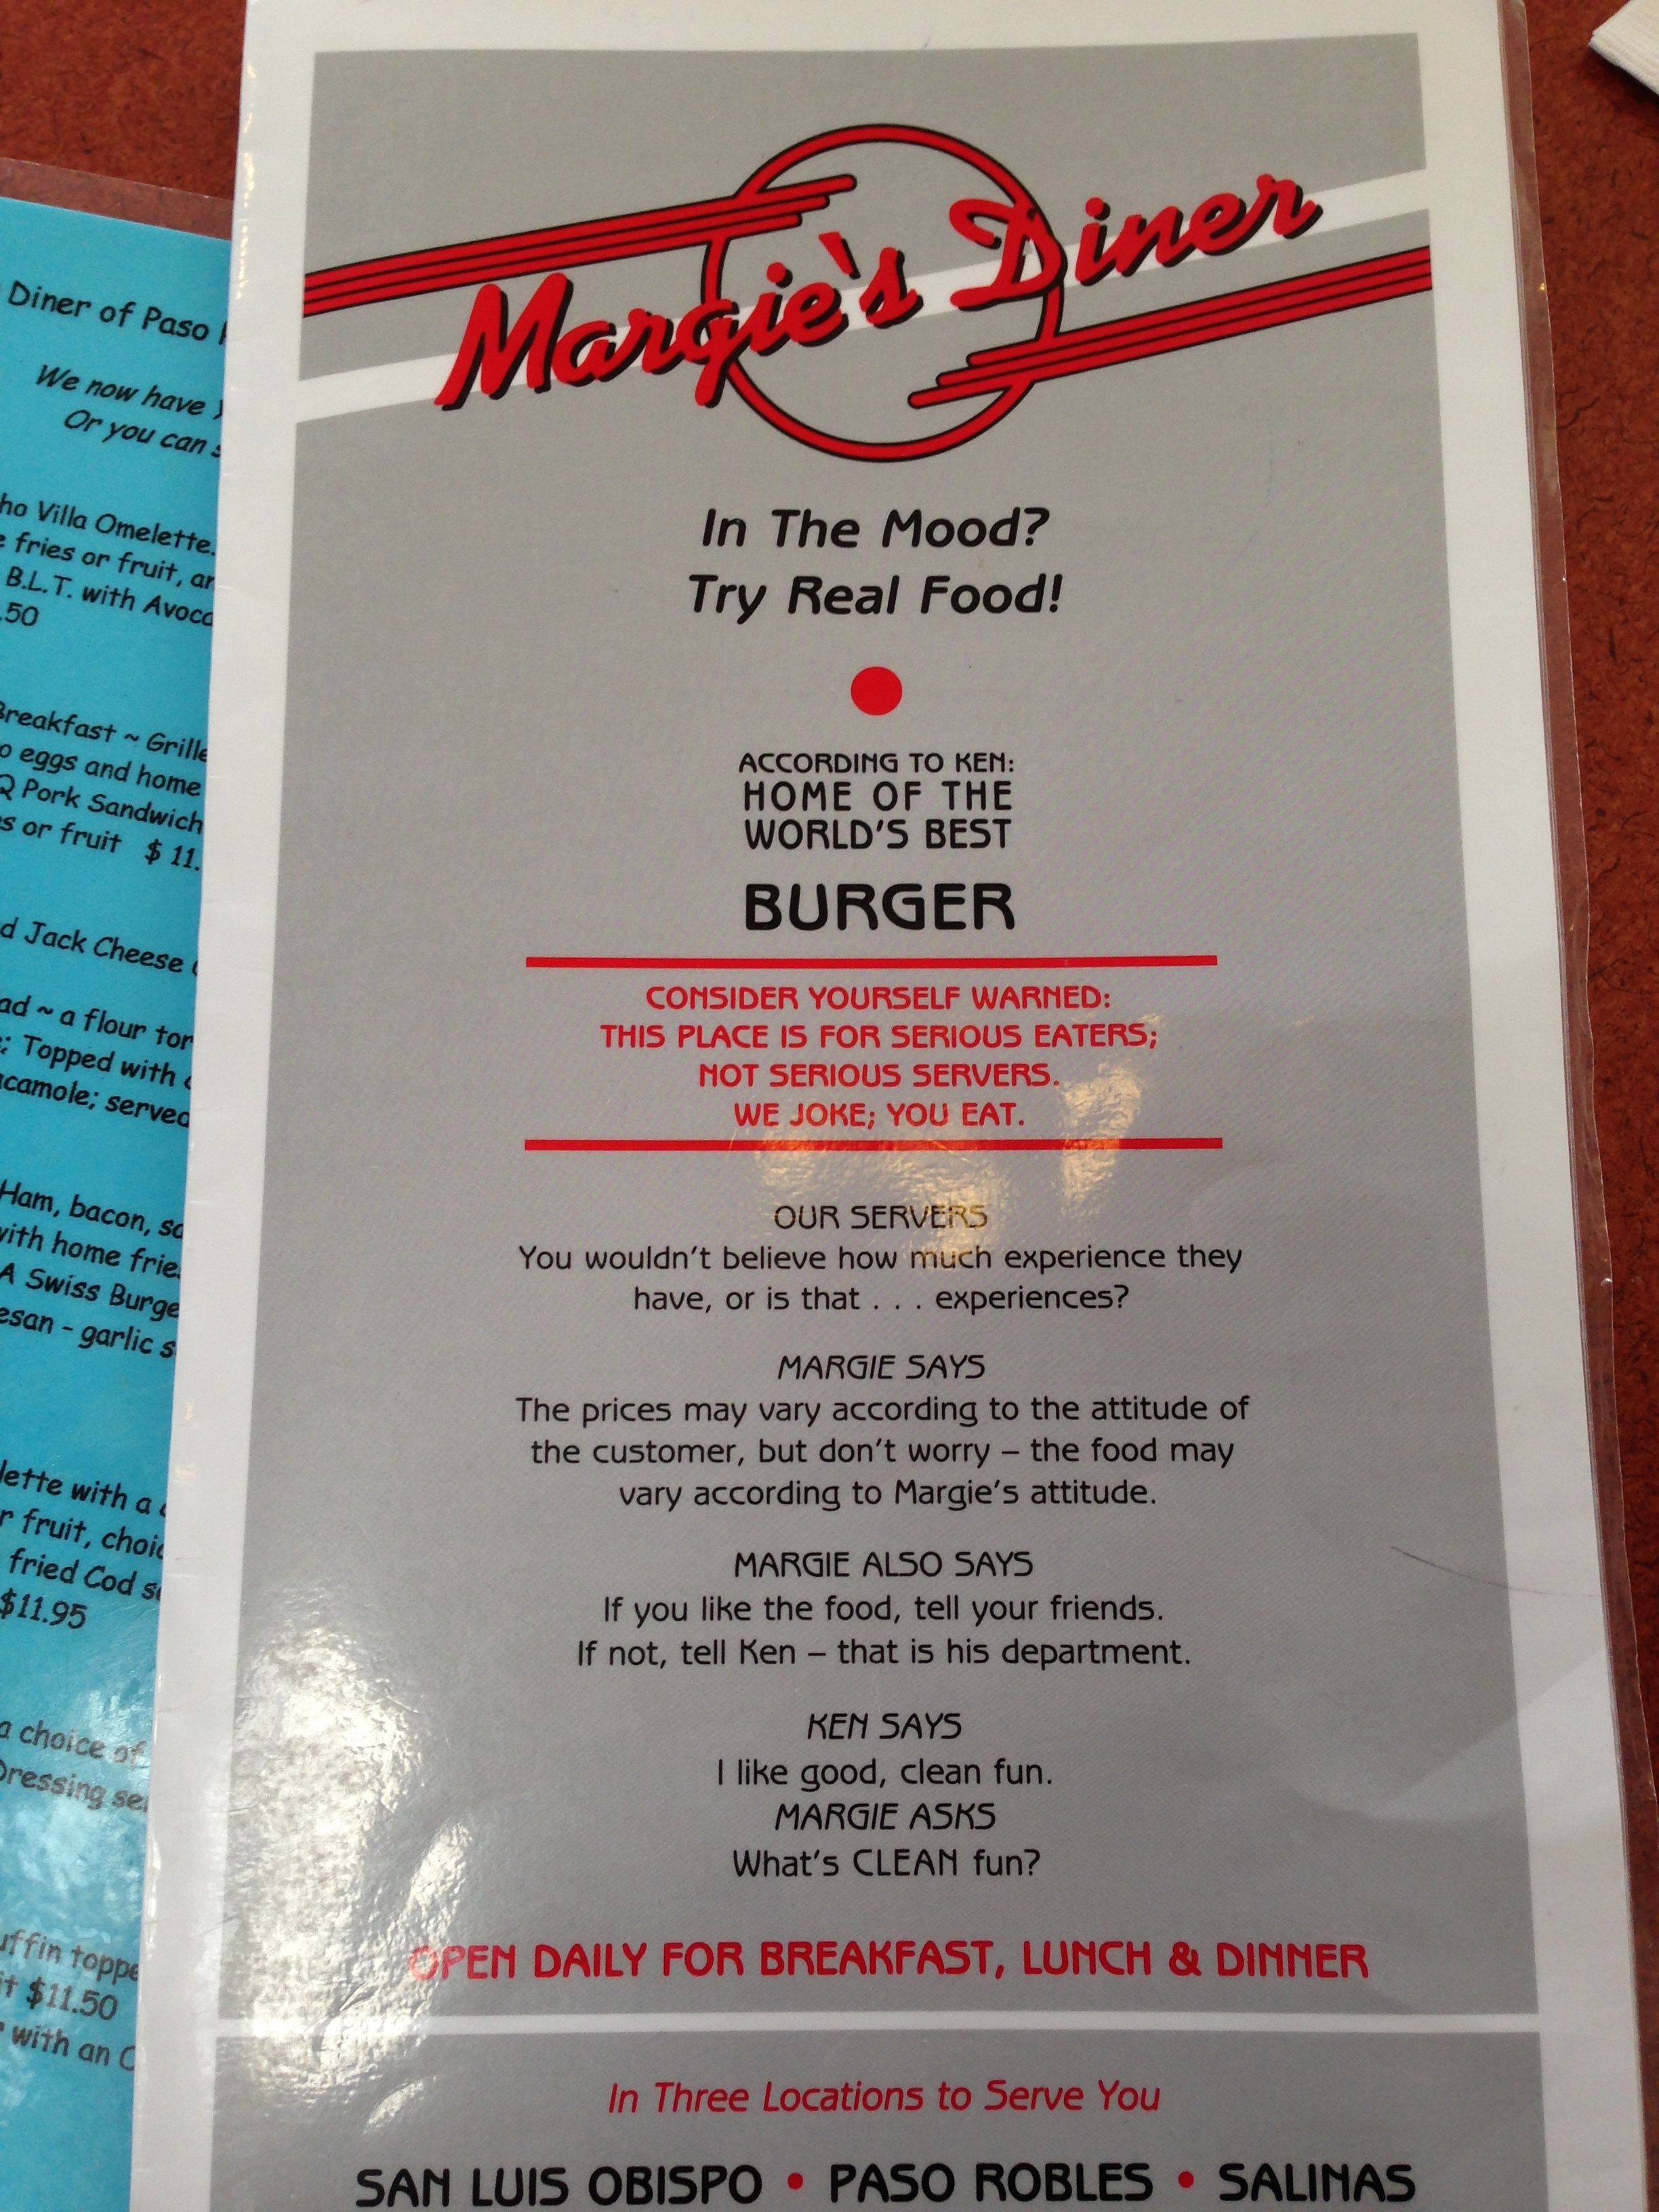 Diner of Paso
We now have
Or you can
Villa Omelette.
fries or fruit,
B.L.T. with
.50
Breakfast ~
eggs and home
Pork Sandwich
or fruit $ 11.
Jack Cheese
~ a flour
Topped with
served
Ham, bacon,
with home
A Swiss
- garlic
with a
fruit,
fried Cod
$11.95
a choice of
Dressing
$11.50
with an
Margie's Diner
In The Mood?
Try Real Food!
ACCORDING TO KEN:
HOME OF THE
WORLD'S BEST
BURGER
CONSIDER YOURSELF WARNED:
THIS PLACE IS FOR SERIOUS EATERS;
NOT SERIOUS SERVERS.
WE JOKE; YOU EAT.
OUR SERVERS
You wouldn't believe how much experience they
have, or is that . . . experiences?
MARGIE SAYS
The prices may vary according to the attitude of
the customer, but don't worry – the food may
vary according to Margie's attitude.
MARGIE ALSO SAYS
If you like the food, tell your friends.
If not, tell Ken – that is his department.
KEN SAYS
I like good, clean fun.
MARGIE ASKS
What's CLEAN fun?
OPEN DAILY FOR BREAKFAST, LUNCH & DINNER
In Three Locations to Serve You
SAN LUIS OBISPO • PASO ROBLES • SALINAS